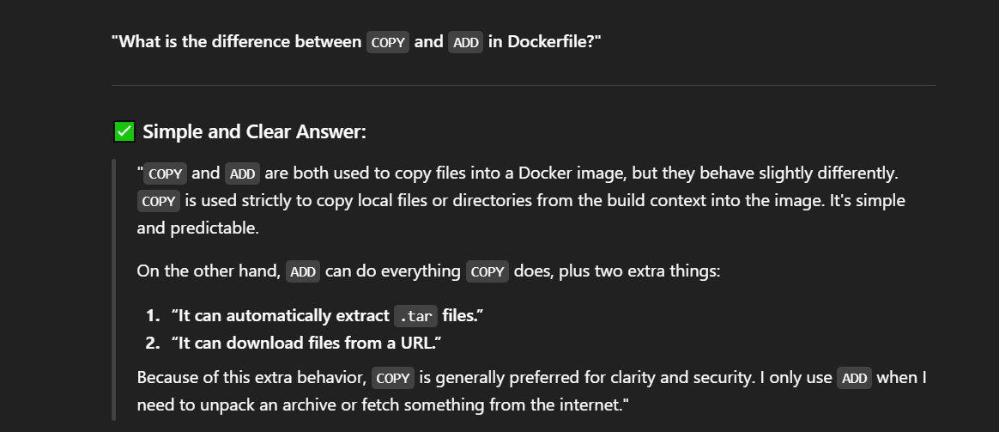 "What is the difference between COPY and ADD in Dockerfile?"
Simple and Clear Answer:
"COPY and ADD are both used to copy files into a Docker image, but they behave slightly differently.
COPY is used strictly to copy local files or directories from the build context into the image. It's simple
and predictable.
On the other hand, ADD can do everything COPY does, plus two extra things:
1. “It can automatically extract .tar files.”
2. “It can download files from a URL.”
Because of this extra behavior, COPY is generally preferred for clarity and security. I only use ADD when I
need to unpack an archive or fetch something from the internet."